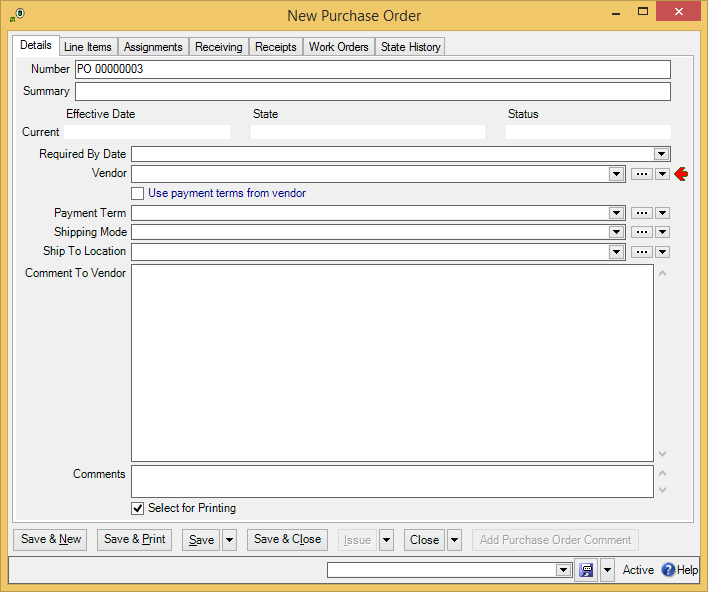 New Purchase Order
Details Line Items Assignments Receiving Receipts Work Orders State History
Number PO 00000003
Summary
Effective Date State Status
Current
Required By Date
Vendor
Use payment terms from vendor
Payment Term
Shipping Mode
Ship To Location
Comment To Vendor
Comments
Select for Printing
Save & New Save & Print Save Save & Close Issue Close Add Purchase Order Comment
Active Help